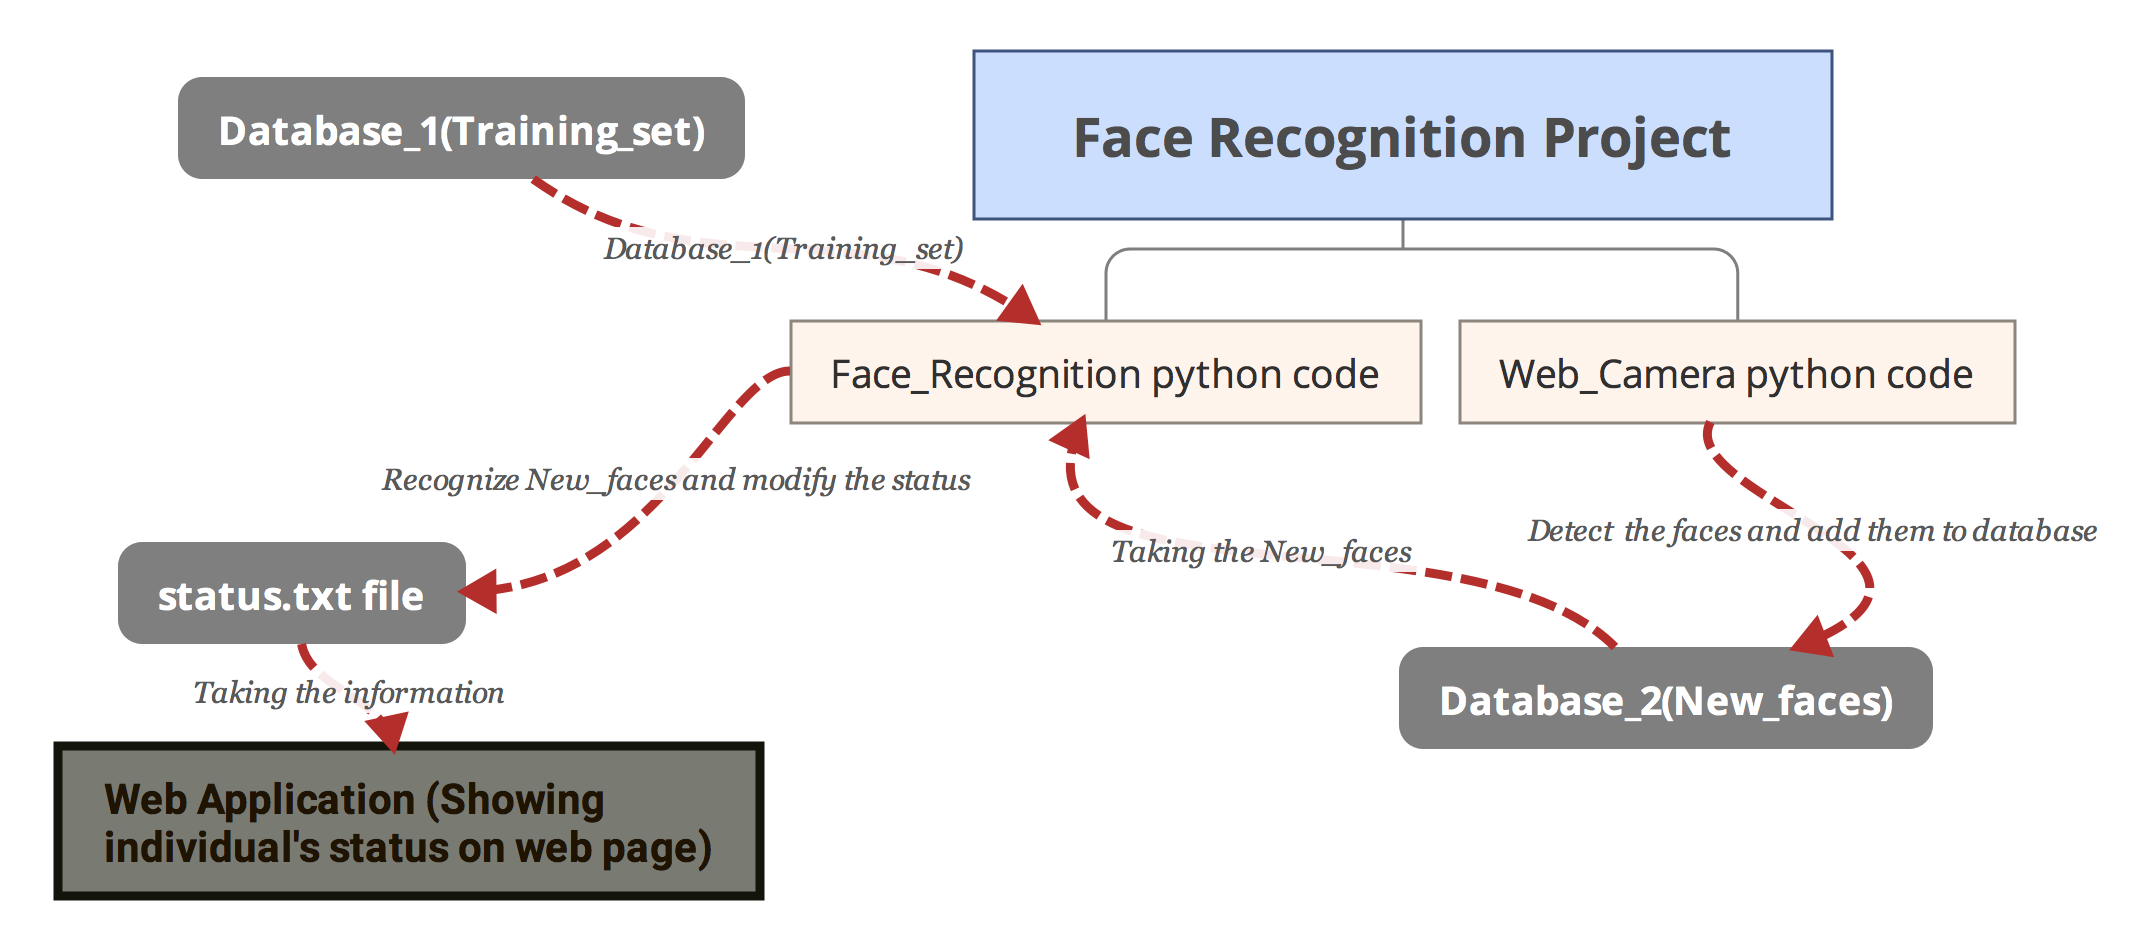 Database_1(Training_set)
Face Recognition Project
Database_1(Training_set)
Face_Recognition python code
Web_Camera python code
Recognize New_faces and modify the status
Detect  the faces and add them to database
Taking the New_faces
status.txt file
Taking the information
Database_2(New_faces)
Web Application (Showing
individual's status on web page)